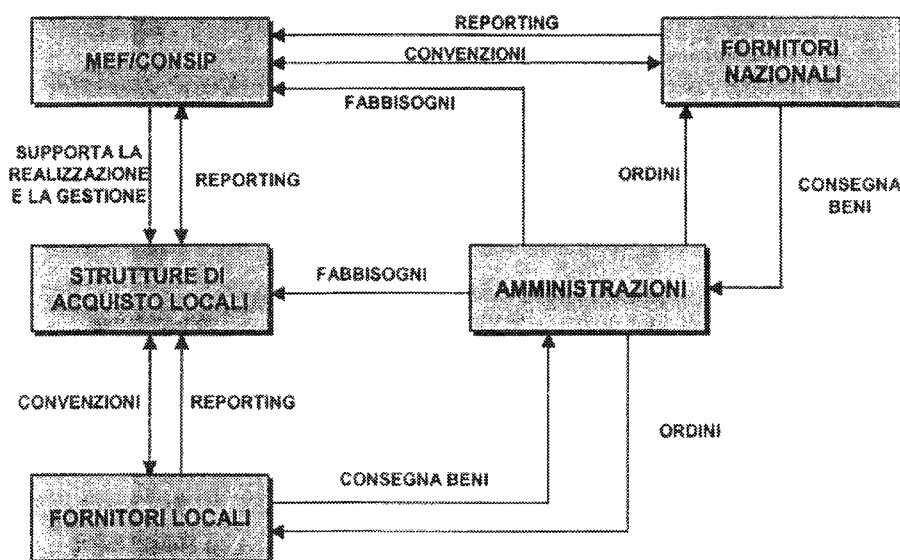 REPORTING
MEF/CONSIP
CONVENZIONI
FORNITORI
NAZIONALI
FABBISOGNI
SUPPORTA LA
REALIZZAZIONE
E LA GESTIONE
REPORTING
ORDINI
CONSEGNA
BENI
STRUTTURE DI
ACQUISTO LOCALI
FABBISOGNI
AMMINISTRAZIONI
CONVENZIONI
REPORTING
ORDINI
CONSEGNA BENI
FORNITORI LOCALI